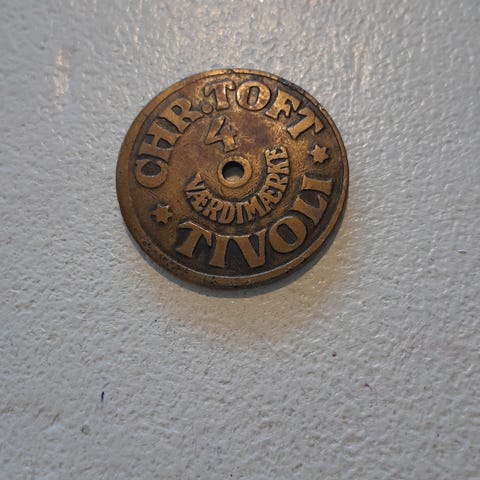 CHR. TOFT
4
VÆRDIMÆRKE
TIVOLI